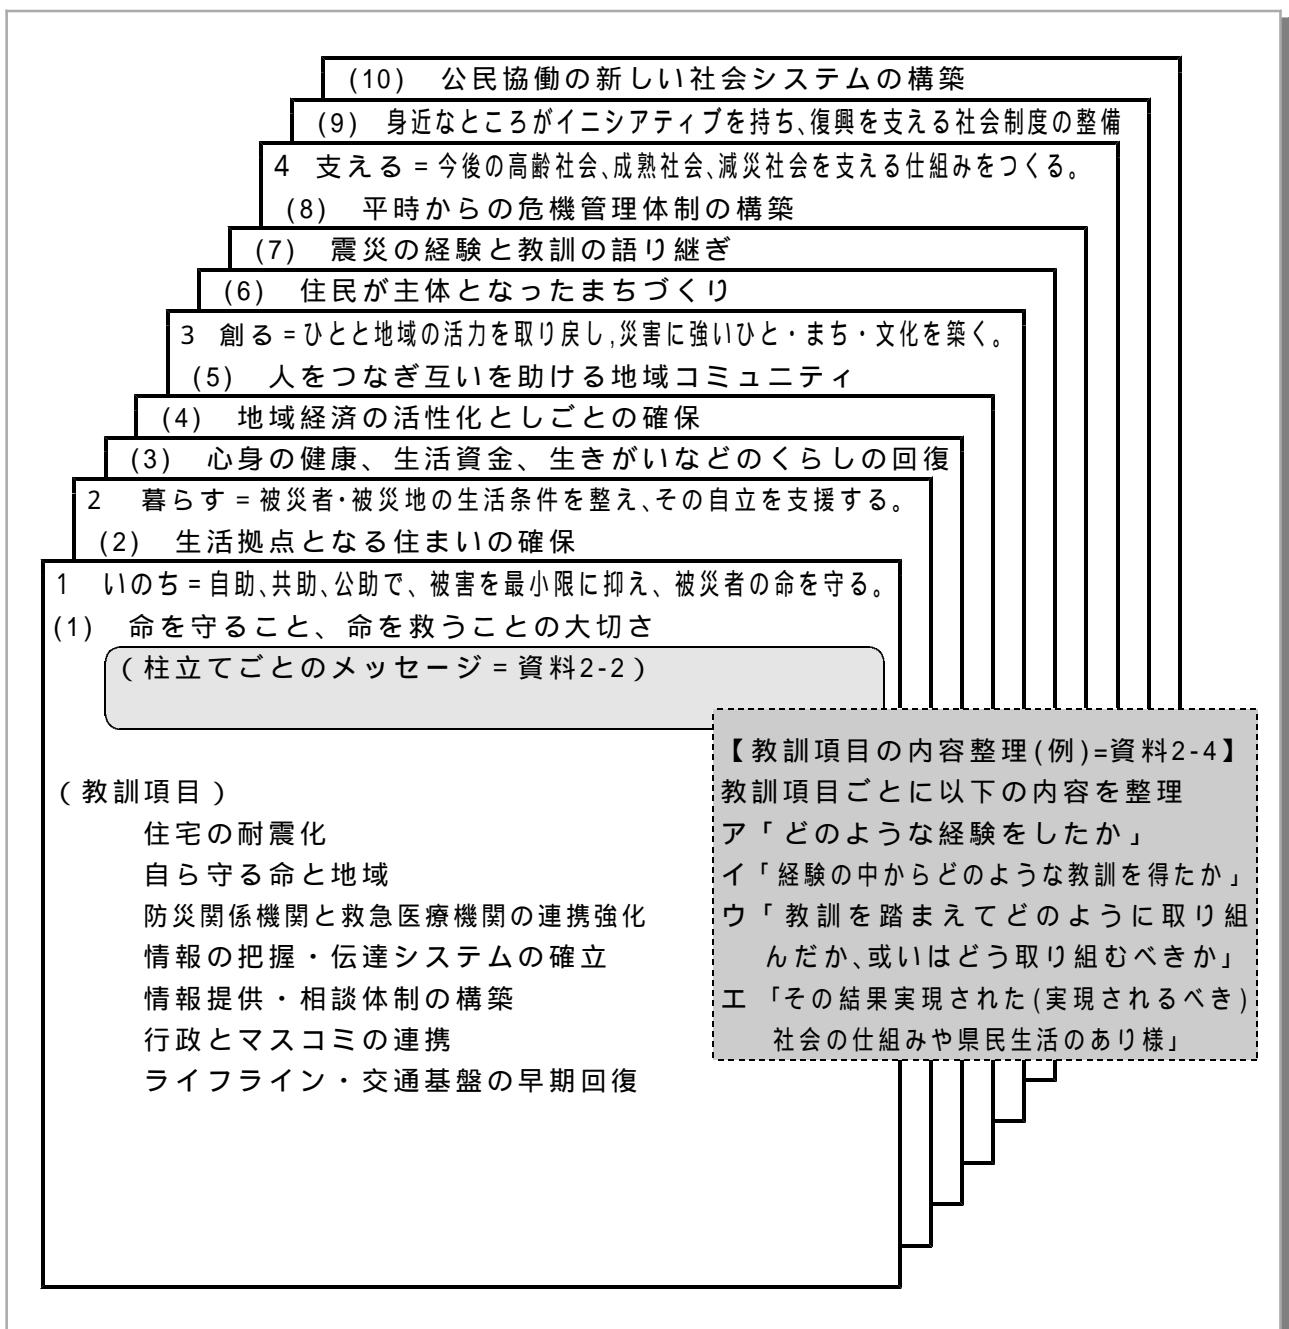 (10) 公民協働の新しい社会システムの構築
(9) 身近なところがイニシアティブを持ち、復興を支える社会制度の整備
4 支える=今後の高齢社会、成熟社会、減災社会を支える仕組みをつくる。
(8) 平時からの危機管理体制の構築
(7) 震災の経験と教訓の語り継ぎ
(6) 住民が主体となったまちづくり
3 創る=ひとと地域の活力を取り戻し,災害に強いひと・まち・文化を築く。
(5) 人をつなぎ互いを助ける地域コミュニティ
(4) 地域経済の活性化としごとの確保
(3) 心身の健康、生活資金、生きがいなどのくらしの回復
2 暮らす=被災者・被災地の生活条件を整え、その自立を支援する。
(2) 生活拠点となる住まいの確保
1 いのち=自助、共助、公助で、被害を最小限に抑え、被災者の命を守る。
(1) 命を守ること、命を救うことの大切さ
(柱立てごとのメッセージ=資料2-2)
(教訓項目)
住宅の耐震化
自ら守る命と地域
防災関係機関と救急医療機関の連携強化
情報の把握・伝達システムの確立
情報提供・相談体制の構築
行政とマスコミの連携
ライフライン・交通基盤の早期回復
【教訓項目の内容整理(例)=資料2-4】
教訓項目ごとに以下の内容を整理
ア「どのような経験をしたか」
イ「経験の中からどのような教訓を得たか」
ウ「教訓を踏まえてどのように取り組
んだか、或いはどう取り組むべきか」
エ「その結果実現された(実現されるべき)
社会の仕組みや県民生活のあり様」